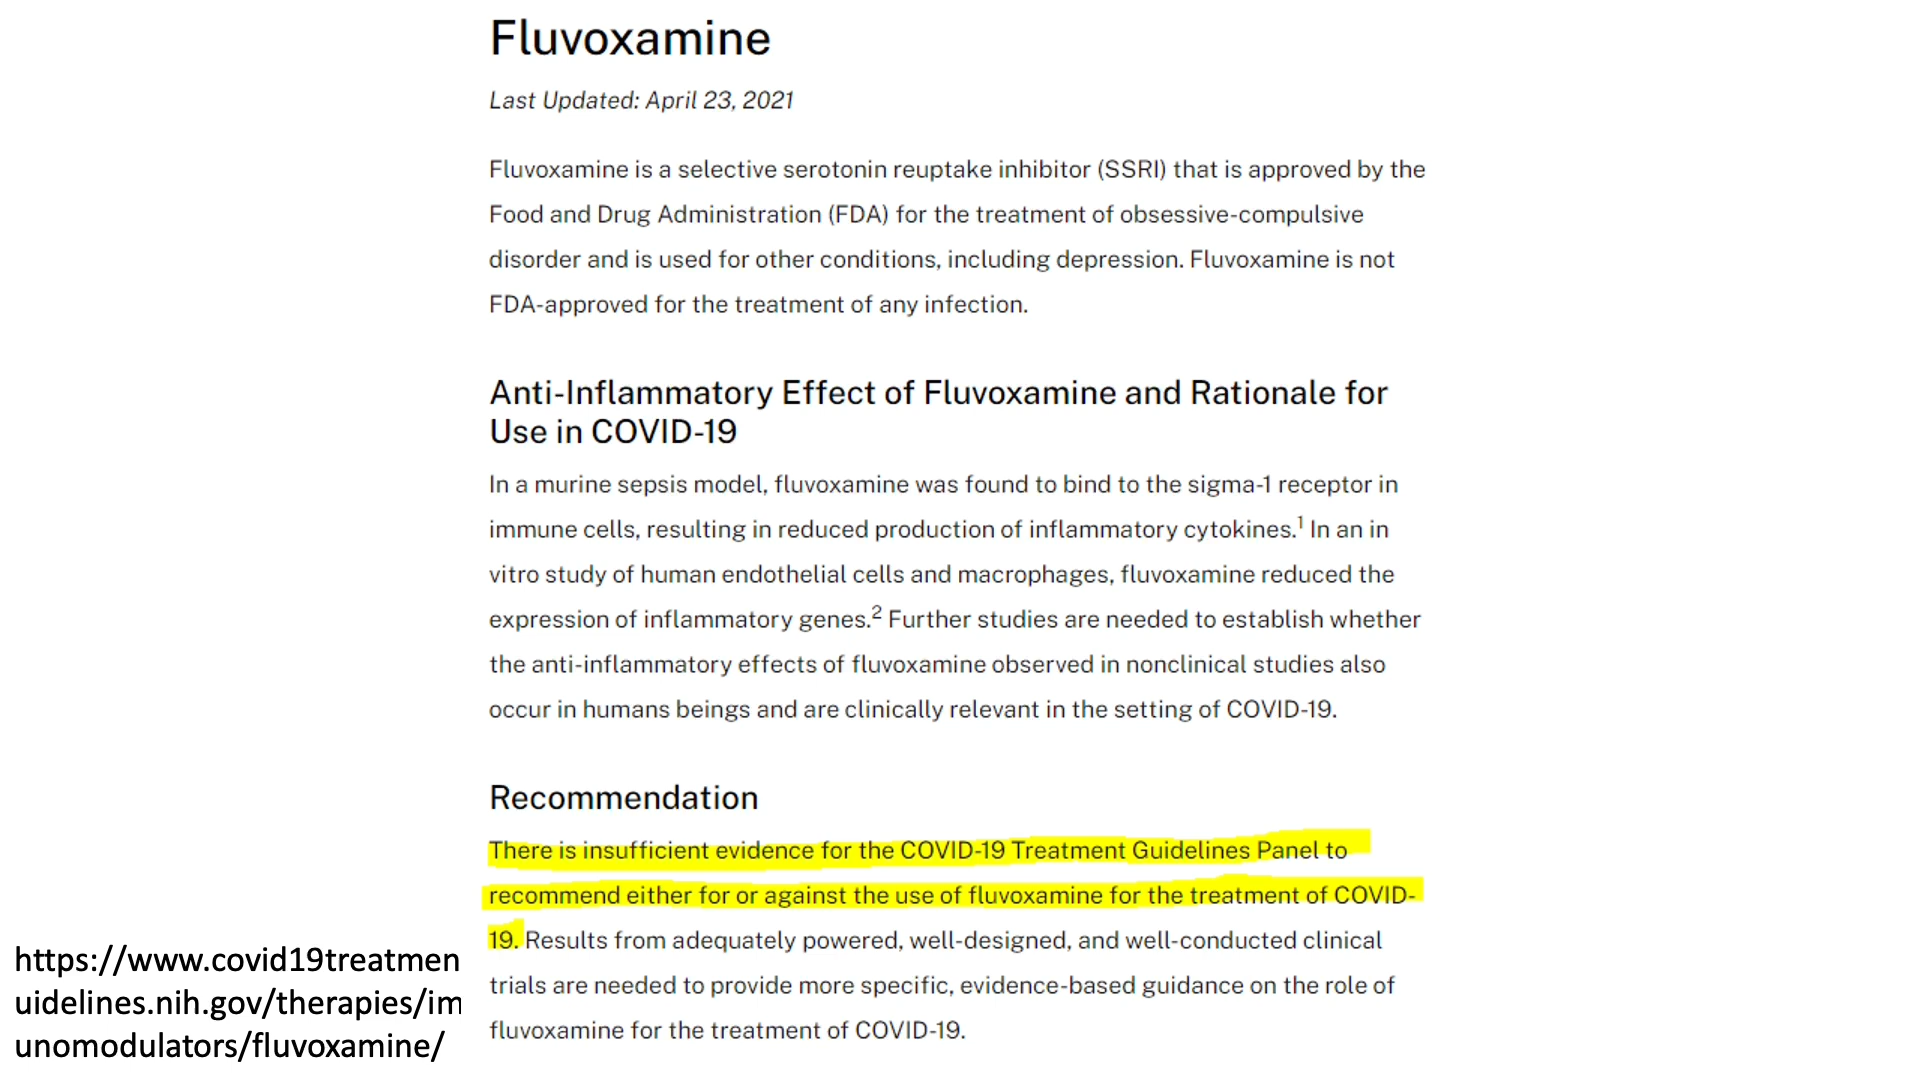 Fluvoxamine
Last Updated: April 23, 2021
Fluvoxamine is a selective serotonin reuptake inhibitor (SSRI) that is approved by the
Food and Drug Administration (FDA) for the treatment of obsessive-compulsive
disorder and is used for other conditions, including depression. Fluvoxamine is not
FDA-approved for the treatment of any infection.
Anti-Inflammatory Effect of Fluvoxamine and Rationale for
Use in COVID-19
In a murine sepsis model, fluvoxamine was found to bind to the sigma-1 receptor in
immune cells, resulting in reduced production of inflammatory cytokines.1 In an in
vitro study of human endothelial cells and macrophages, fluvoxamine reduced the
expression of inflammatory genes.2 Further studies are needed to establish whether
the anti-inflammatory effects of fluvoxamine observed in nonclinical studies also
occur in humans beings and are clinically relevant in the setting of COVID-19.
Recommendation
There is insufficient evidence for the COVID-19 Treatment Guidelines Panel to
recommend either for or against the use of fluvoxamine for the treatment of COVID-
19. Results from adequately powered, well-designed, and well-conducted clinical
trials are needed to provide more specific, evidence-based guidance on the role of
fluvoxamine for the treatment of COVID-19.
https://www.covid19treatmen
uidelines.nih.gov/therapies/im
unomodulators/fluvoxamine/